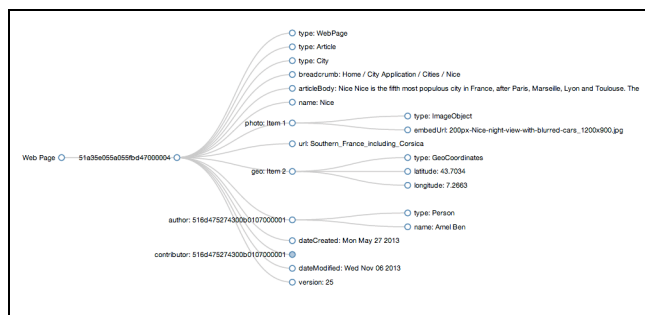 type: WebPage
type: Article
type: City
breadcrumb: Home / City Application / Cities / Nice
articleBody: Nice Nice is the fifth most populous city in France, after Paris, Marseille, Lyon and Toulouse. The
name: Nice
photo: Item 1
type: ImageObject
embedUrl: 200px-Nice-night-view-with-blurred-cars_1200x900.jpg
url: Southern_France_including_Corsica
Web Page
51a35e055a055fbd47000004
geo: Item 2
type: GeoCoordinates
latitude: 43.7034
longitude: 7.2663
author: 516d475274300b0107000001
type: Person
name: Amel Ben
dateCreated: Mon May 27 2013
contributor: 516d475274300b0107000001
dateModified: Wed Nov 06 2013
version: 25